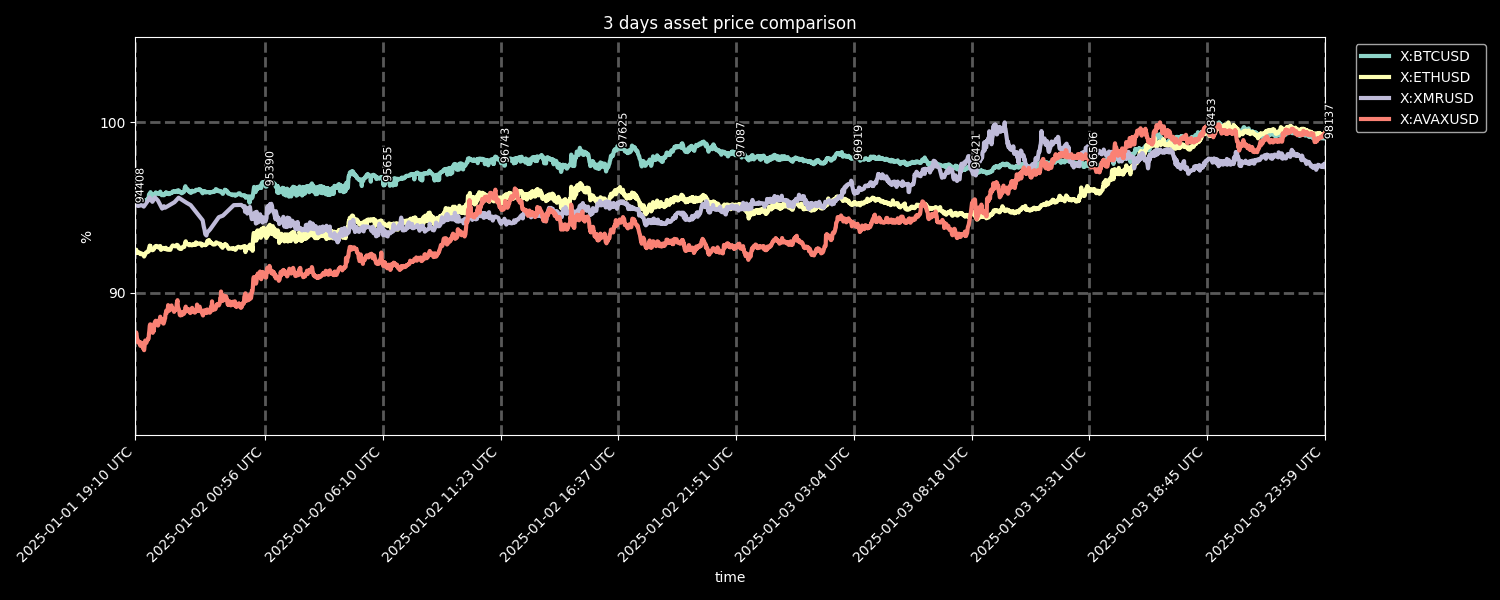 3 days asset price comparison
X:BTCUSD
X:ETHUSD
X:XMRUSD
X:AVAXUSD
100
90
%
94408
95390
95655
96743
97625
97087
96919
96421
96506
98453
98137
2025-01-01 19:10 UTC
2025-01-02 00:56 UTC
2025-01-02 06:10 UTC
2025-01-02 11:23 UTC
2025-01-02 16:37 UTC
2025-01-02 21:51 UTC
2025-01-03 03:04 UTC
2025-01-03 08:18 UTC
2025-01-03 13:31 UTC
2025-01-03 18:45 UTC
2025-01-03 23:59 UTC
time